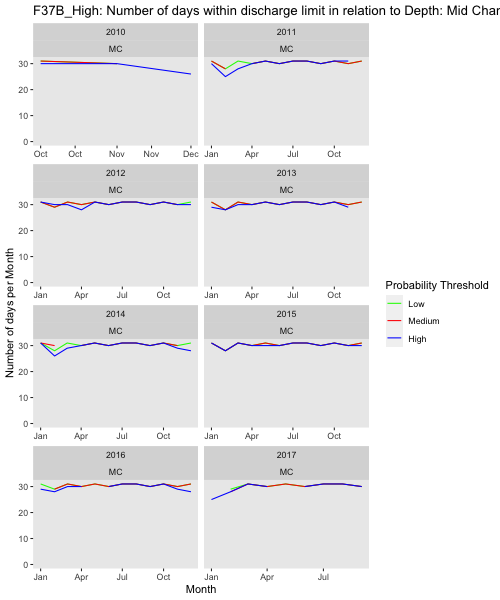 F37B_High: Number of days within discharge limit in relation to Depth: Mid Char
2010 2011
MC MC
30
20
10
0
Oct Oct Nov Nov Dec Jan Apr Jul Oct
2012 2013
MC MC
30
20
10
0
Jan Apr Jul Oct Jan Apr Jul Oct
2014 2015
MC MC
30
20
10
0
Jan Apr Jul Oct Jan Apr Jul Oct
2016 2017
MC MC
30
20
10
0
Jan Apr Jul Oct Jan Apr Jul
Month
Number of days per Month
Probability Threshold
Low
Medium
High